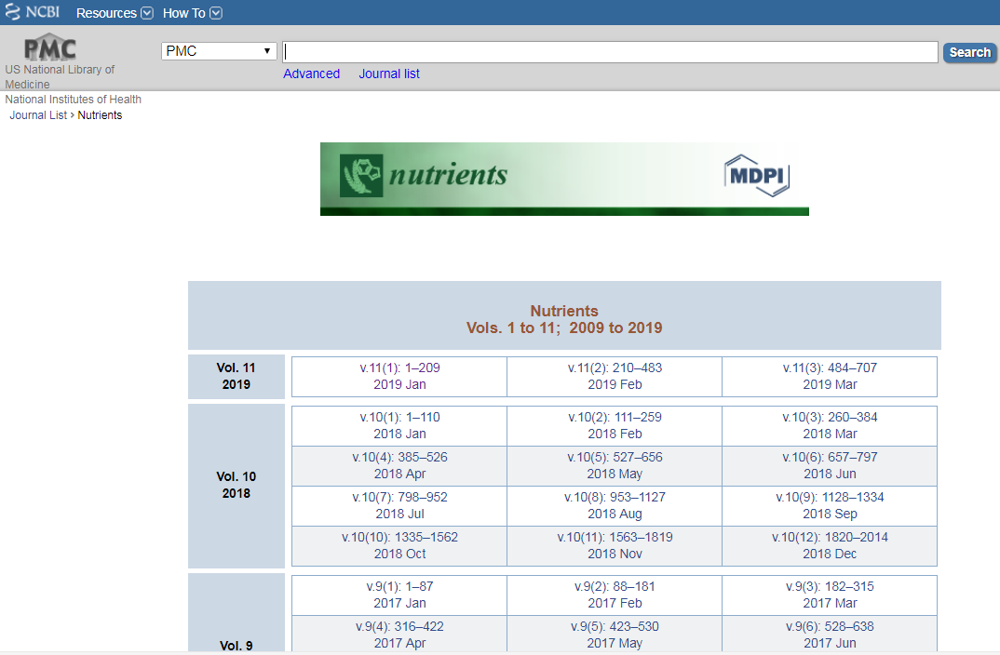 NCBI Resources How To
PMC
US National Library of
Medicine
National Institutes of Health
PMC
Search
Advanced Journal list
Journal List > Nutrients
nutrients
MDPI
Nutrients
Vols. 1 to 11; 2009 to 2019
Vol. 11
2019
v.11(1): 1–209
2019 Jan
v.11(2): 210–483
2019 Feb
v.11(3): 484–707
2019 Mar
Vol. 10
2018
v.10(1): 1–110
2018 Jan
v.10(2): 111–259
2018 Feb
v.10(3): 260–384
2018 Mar
v.10(4): 385–526
2018 Apr
v.10(5): 527–656
2018 May
v.10(6): 657–797
2018 Jun
v.10(7): 798–952
2018 Jul
v.10(8): 953–1127
2018 Aug
v.10(9): 1128–1334
2018 Sep
v.10(10): 1335–1562
2018 Oct
v.10(11): 1563–1819
2018 Nov
v.10(12): 1820–2014
2018 Dec
Vol. 9
v.9(1): 1–87
2017 Jan
v.9(2): 88–181
2017 Feb
v.9(3): 182–315
2017 Mar
v.9(4): 316–422
2017 Apr
v.9(5): 423–530
2017 May
v.9(6): 528–638
2017 Jun